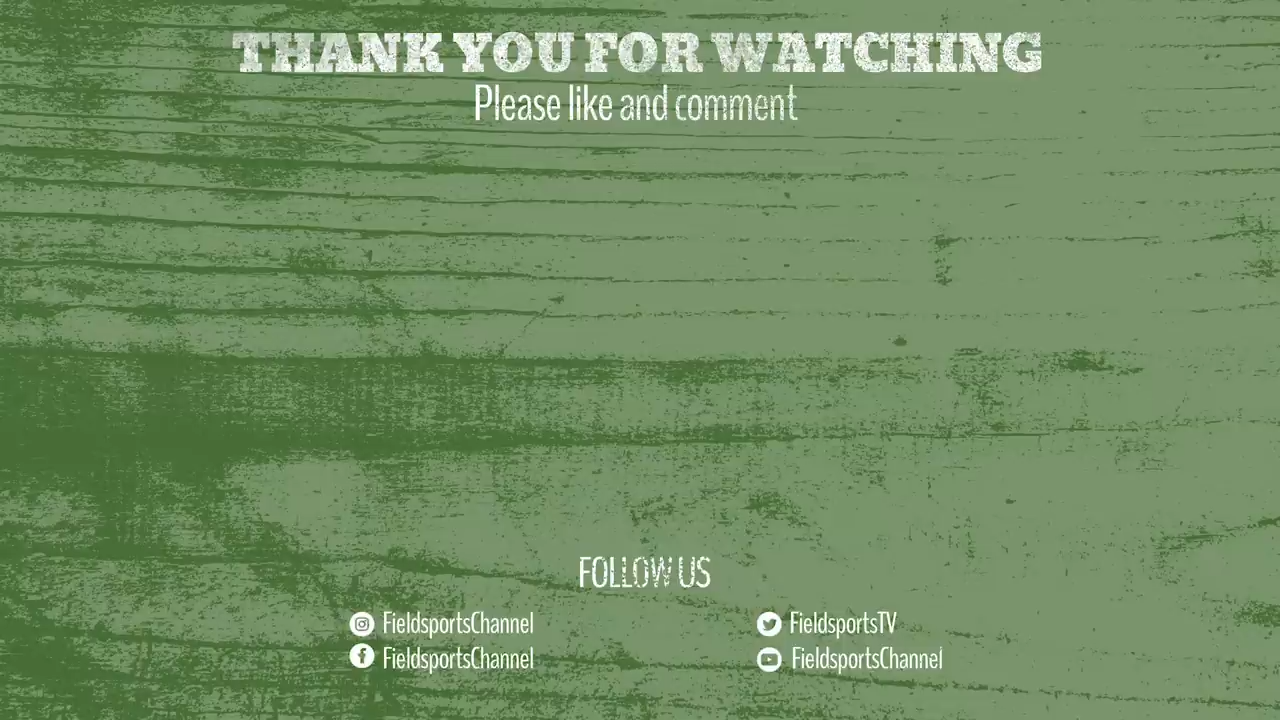 THANK YOU FOR WATCHING
Please like and comment
FOLLOW US
FieldsportsChannel
FieldsportsTV
FieldsportsChannel
FieldsportsChannel